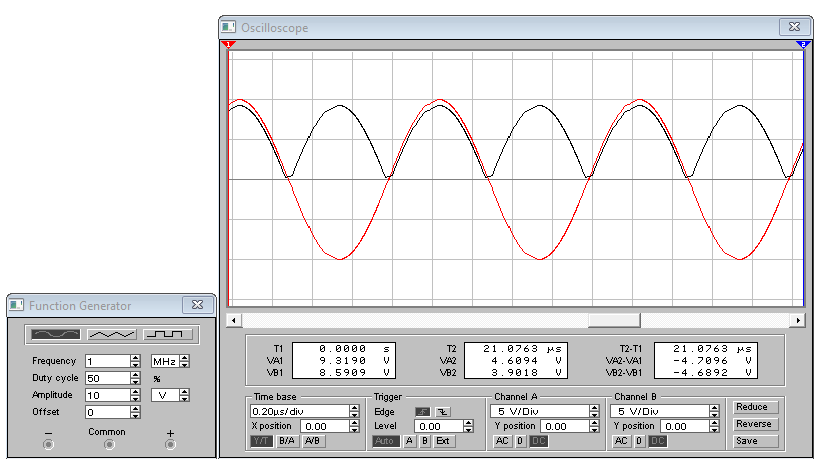 Oscilloscope
1
2
T1 0.0000 s T2 21.0763 µs T2-T1 21.0763 µs
VA1 9.3190 V VA2 4.6094 V VA2-VA1 -4.7096 V
VB1 8.5909 V VB2 3.9018 V VB2-VB1 -4.6892 V
Time base Trigger Channel A Channel B
0.20µs/div Edge 5 V/Div 5 V/Div Reduce
X position 0.00 Level 0.00 Y position 0.00 Y position 0.00 Reverse
Y/T B/A A/B Auto A B Ext AC 0 DC AC 0 DC Save
Function Generator
Frequency 1 MHz
Duty cycle 50 %
Amplitude 10 V
Offset 0
− Common +